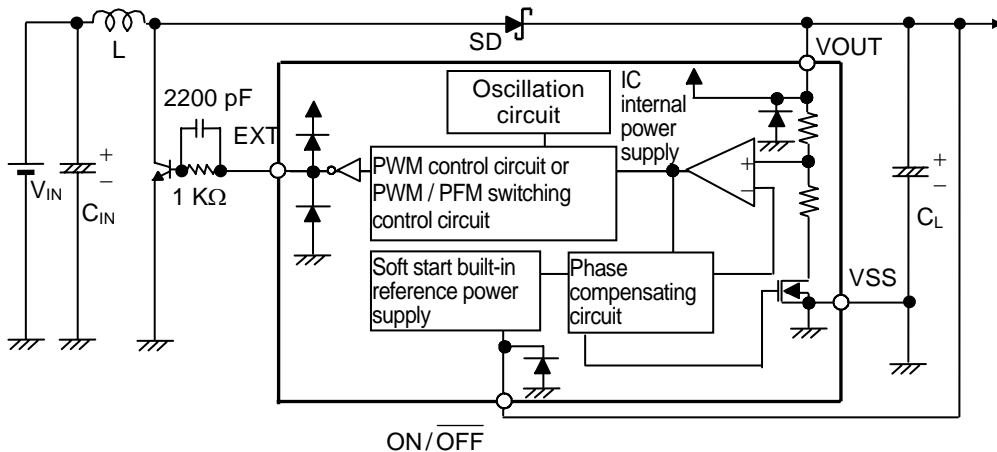 L
SD
VOUT
2200 pF
EXT
Oscillation
circuit
IC
internal
power
supply
+
−
1 KΩ
PWM control circuit or
PWM / PFM switching
control circuit
+
−
VIN
CIN
+
−
CL
Soft start built-in
reference power
supply
Phase
compensating
circuit
VSS
ON/OFF